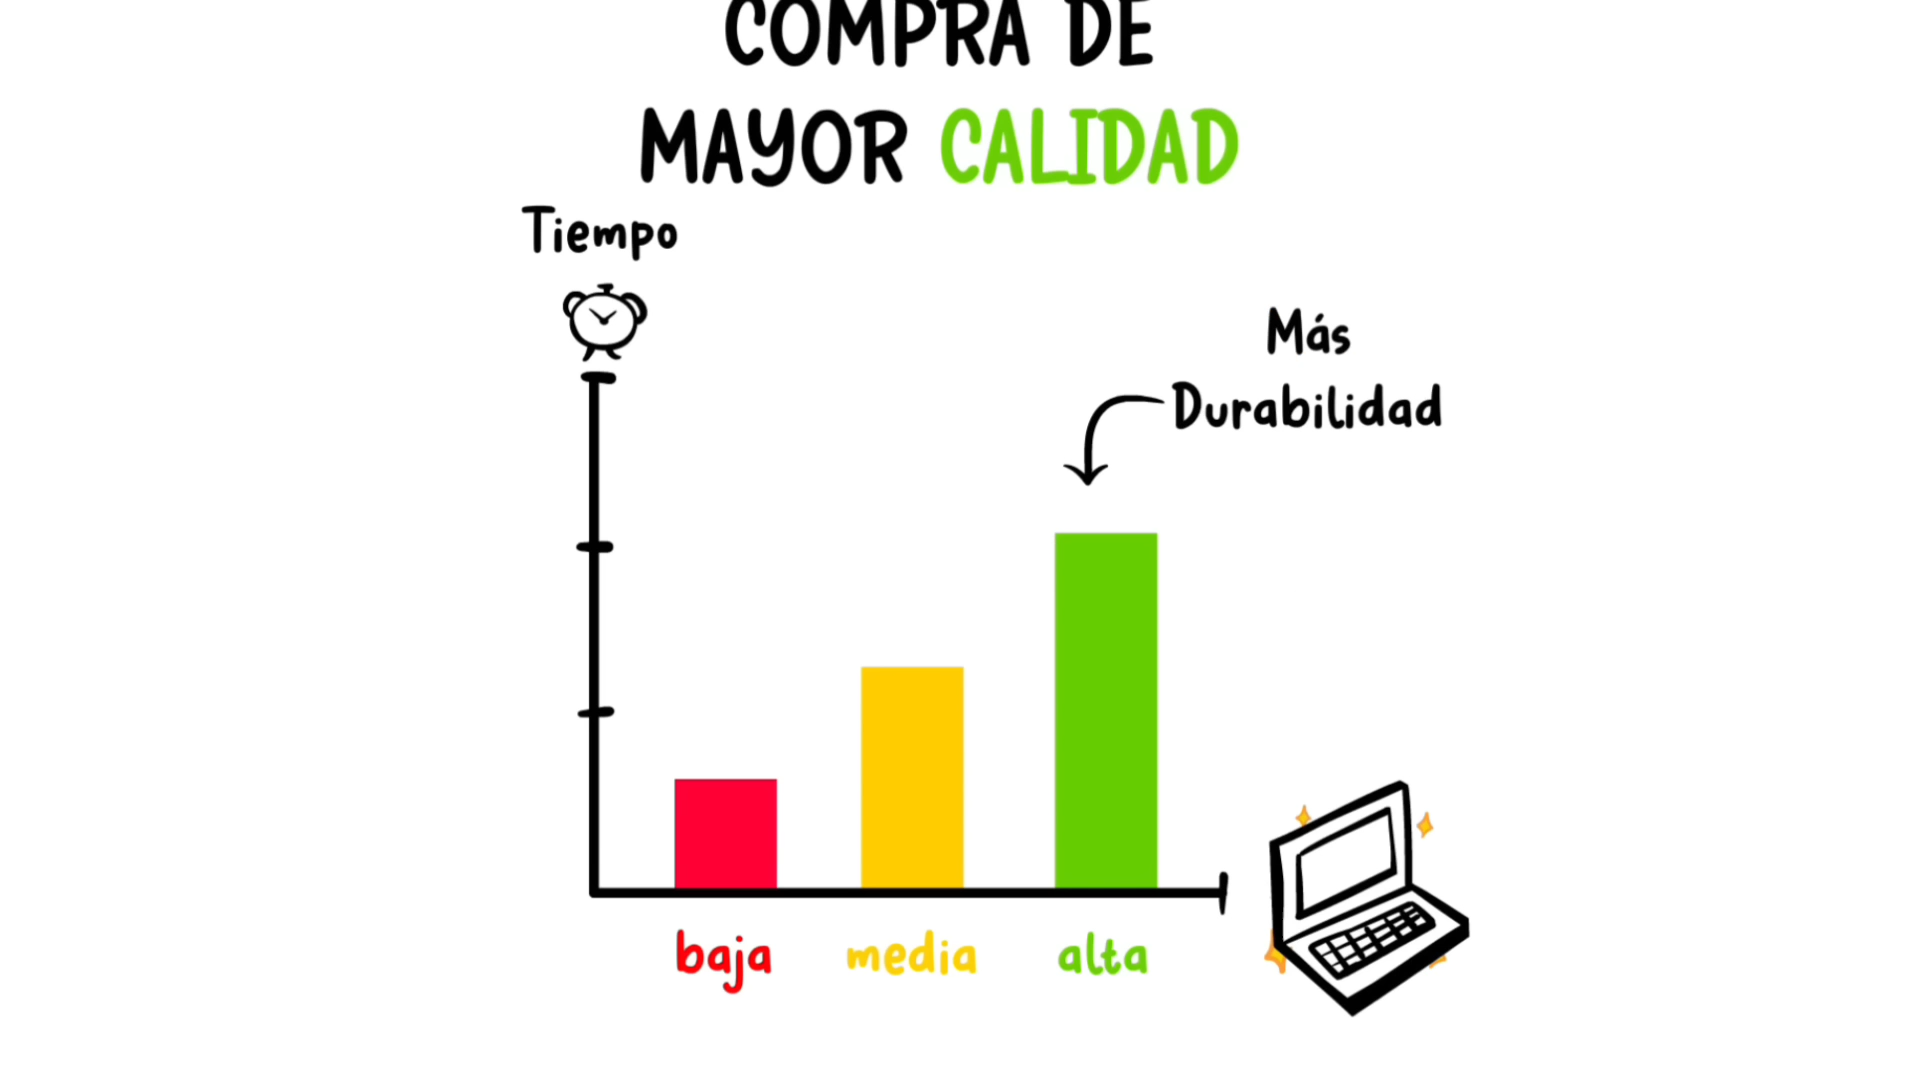 COMPRA DE
MAYOR CALIDAD
Tiempo
Más
Durabilidad
baja
media
alta